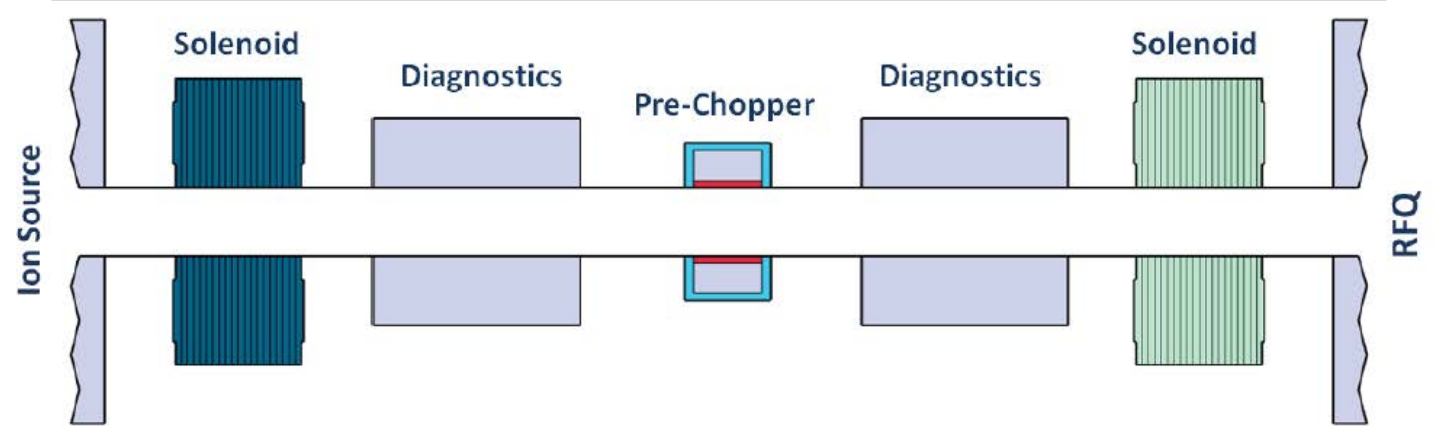 Solenoid
Diagnostics
Pre-Chopper
Diagnostics
Solenoid
Ion Source
RFQ